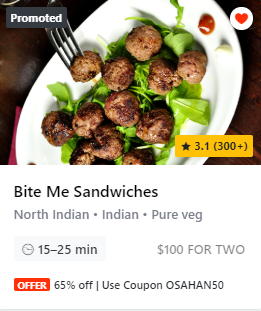 Promoted
3.1 (300+)
Bite Me Sandwiches
North Indian • Indian • Pure veg
15–25 min
$100 FOR TWO
OFFER 65% off | Use Coupon OSAHAN50